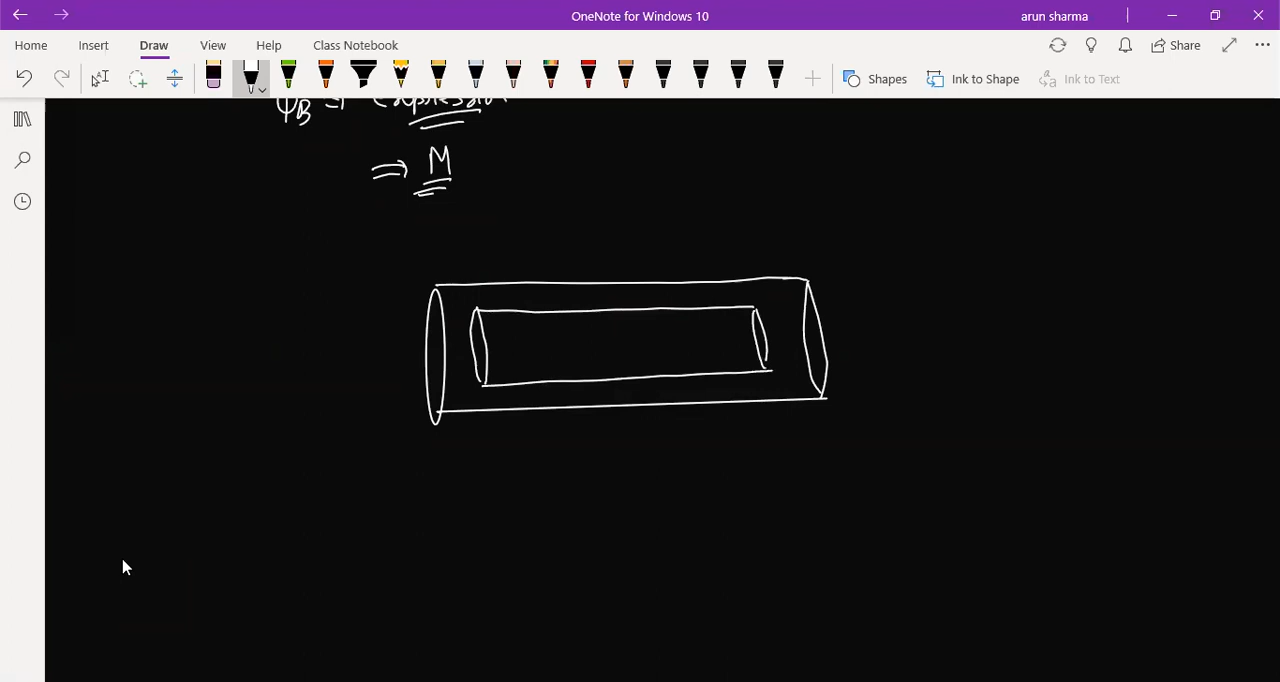 OneNote for Windows 10
arun sharma
Home Insert Draw View Help Class Notebook
Share
Shapes
Ink to Shape
Ink to Text
⇒ M